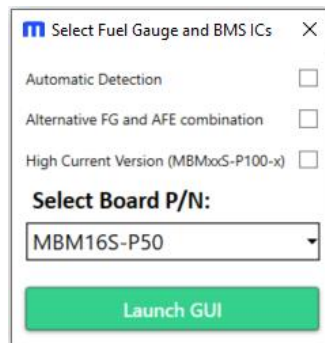 Select Fuel Gauge and BMS ICs
Automatic Detection
Alternative FG and AFE combination
High Current Version (MBMxxS-P100-x)
Select Board P/N:
MBM16S-P50
Launch GUI